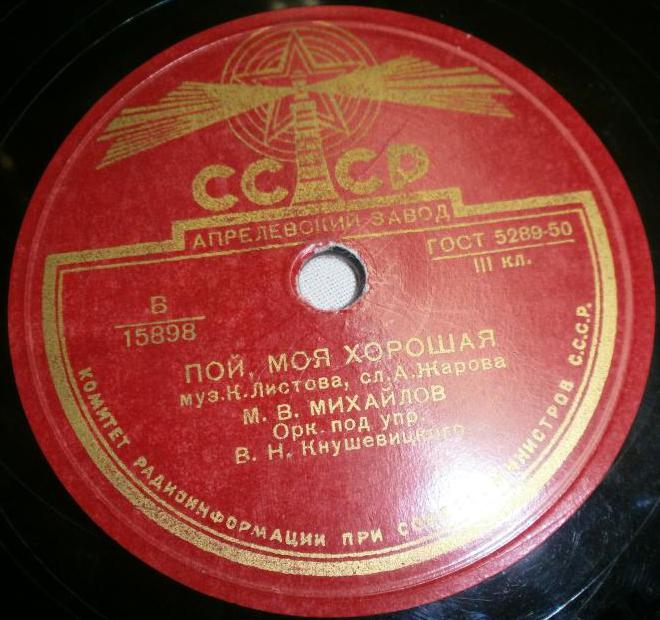 СССР
АПРЕЛЕВСКИЙ ЗАВОД
ГОСТ 5289-50
III кл.
В
15898
ПОЙ, МОЯ ХОРОШАЯ
муз. К. Листова, сл. А. Жарова
М. В. МИХАЙЛОВ
Орк. под упр.
В. Н. Кнушевицкого
КОМИТЕТ РАДИОИНФОРМАЦИИ ПРИ МИНИСТРОВ С.С.С.Р.